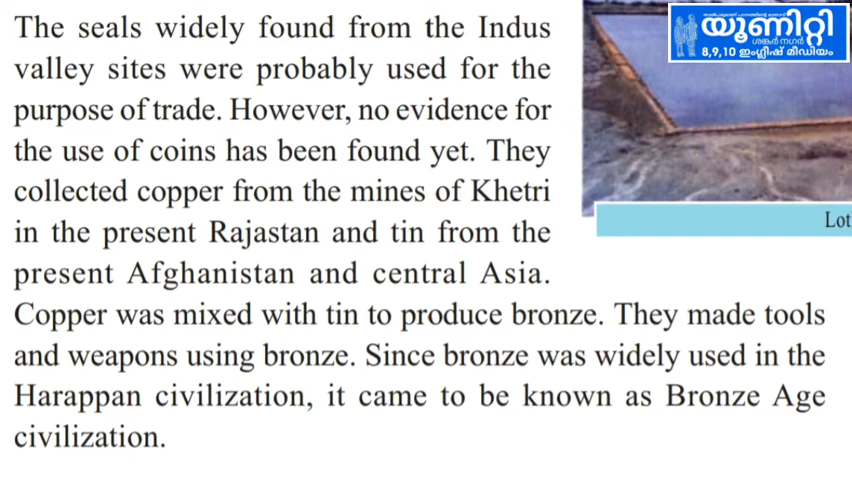 The seals widely found from the Indus
valley sites were probably used for the
purpose of trade. However, no evidence for
the use of coins has been found yet. They
collected copper from the mines of Khetri
in the present Rajastan and tin from the
present Afghanistan and central Asia.
Copper was mixed with tin to produce bronze. They made tools
and weapons using bronze. Since bronze was widely used in the
Harappan civilization, it came to be known as Bronze Age
civilization.
യൂണിറ്റി
ശങ്കർ നഗർ
8,9,10 ഇംഗ്ലീഷ് മീഡിയം
Lot